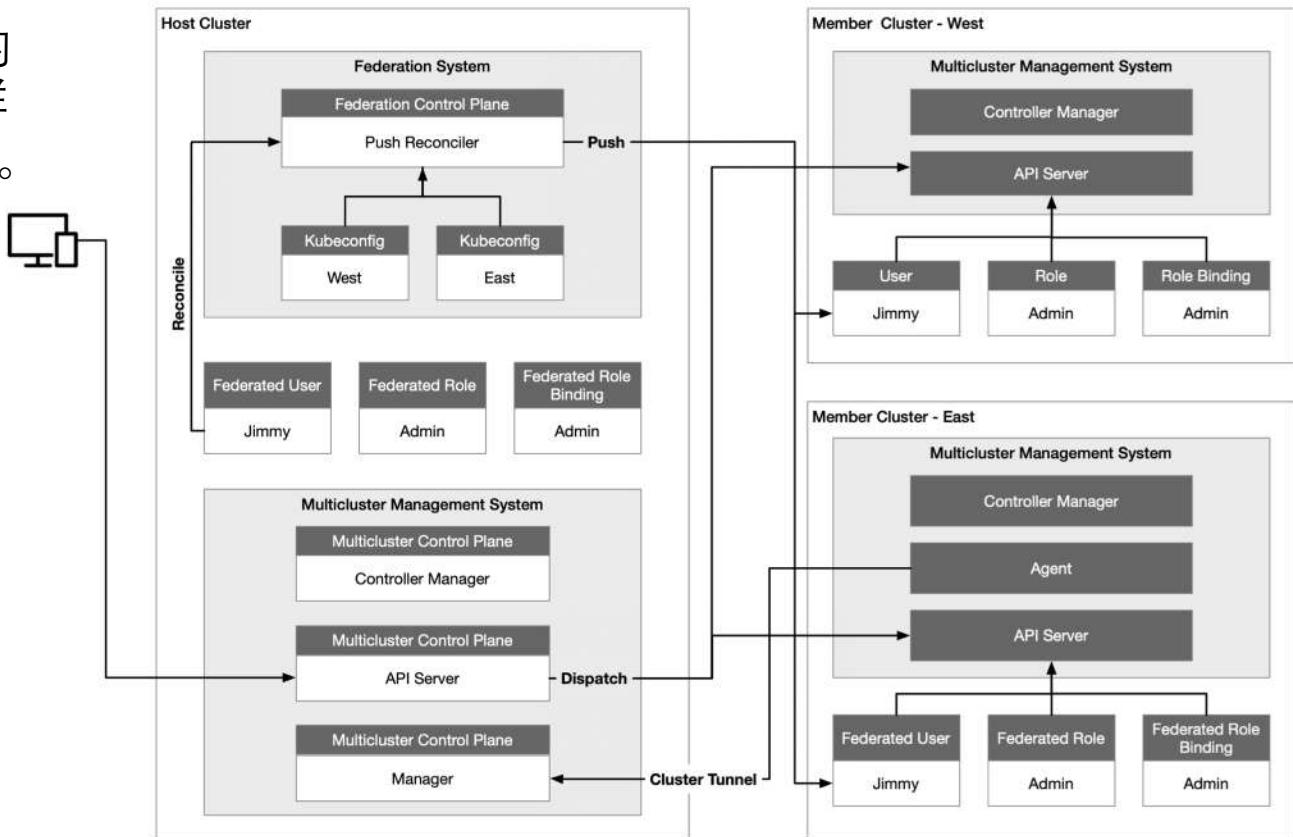 。
Host Cluster
Federation System
Federation Control Plane
Push Reconciler
Push
Kubeconfig
West
Kubeconfig
East
Reconcile
Federated User
Jimmy
Federated Role
Admin
Federated Role
Binding
Admin
Multicluster Management System
Multicluster Control Plane
Controller Manager
Multicluster Control Plane
API Server
Dispatch
Multicluster Control Plane
Manager
Cluster Tunnel
Member Cluster - West
Multicluster Management System
Controller Manager
API Server
User
Jimmy
Role
Admin
Role Binding
Admin
Member Cluster - East
Multicluster Management System
Controller Manager
Agent
API Server
Federated User
Jimmy
Federated Role
Admin
Federated Role
Binding
Admin